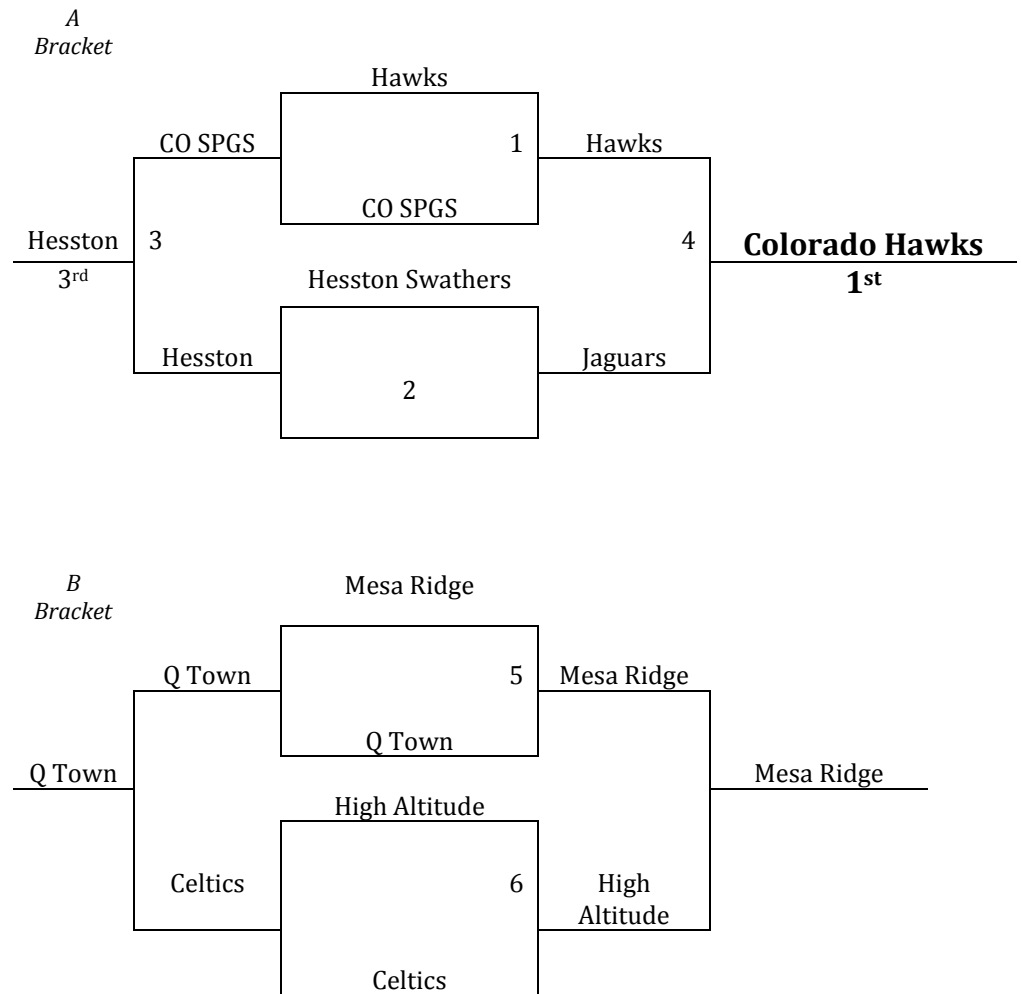 A
Bracket
Hawks
CO SPGS
1
Hawks
CO SPGS
Hesston
3
4
Colorado Hawks
3rd
Hesston Swathers
1st
Hesston
Jaguars
2
B
Bracket
Mesa Ridge
Q Town
5
Mesa Ridge
Q Town
Q Town
Mesa Ridge
High Altitude
Celtics
6
High
Altitude
Celtics